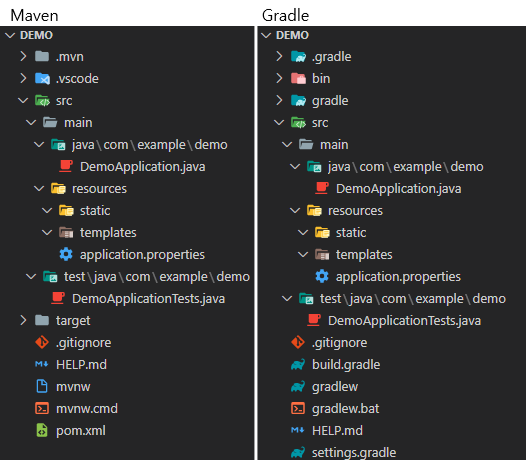 Maven
DEMO
.mvn
.vscode
src
main
java\com\example\demo
DemoApplication.java
resources
static
templates
application.properties
test\java\com\example\demo
DemoApplicationTests.java
target
.gitignore
HELP.md
mvnw
mvnw.cmd
pom.xml
Gradle
DEMO
.gradle
bin
gradle
src
main
java\com\example\demo
DemoApplication.java
resources
static
templates
application.properties
test\java\com\example\demo
DemoApplicationTests.java
.gitignore
build.gradle
gradlew
gradlew.bat
HELP.md
settings.gradle